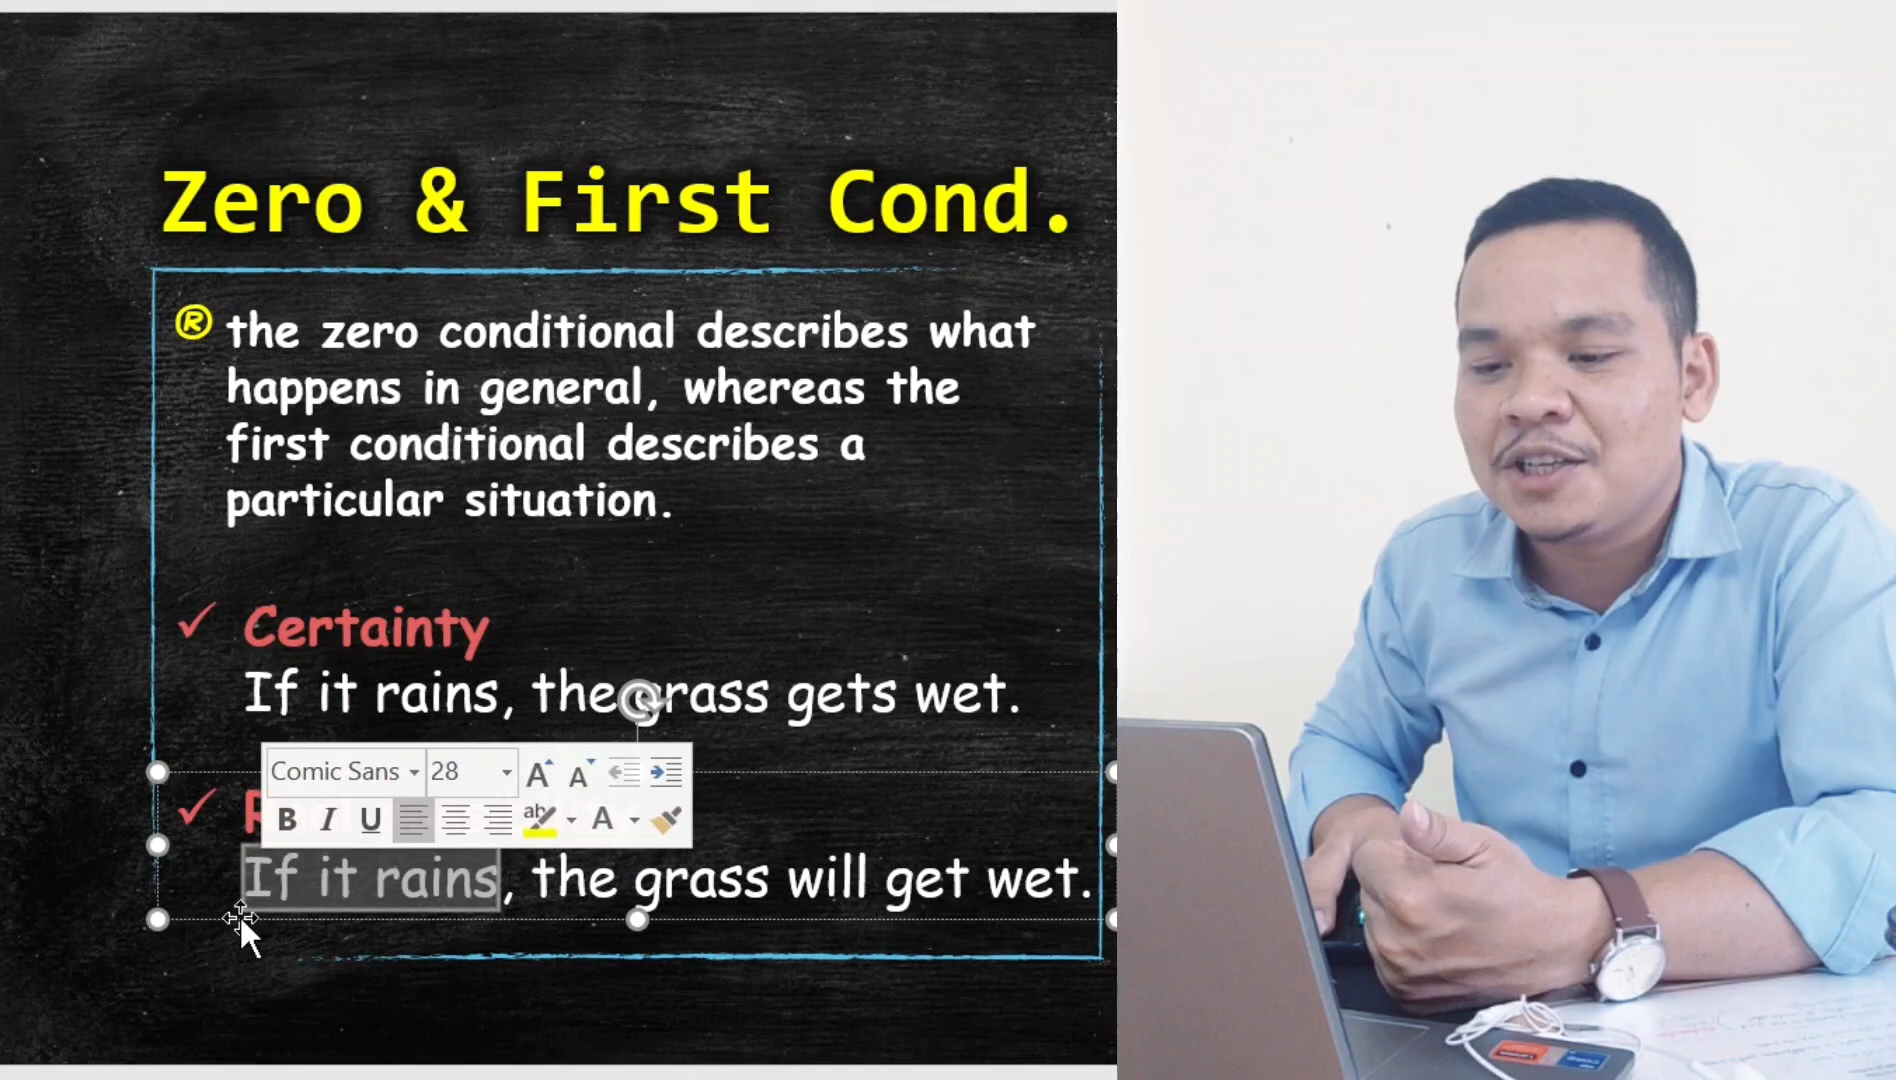 Zero & First Cond.
® the zero conditional describes what
happens in general, whereas the
first conditional describes a
particular situation.
✓ Certainty
If it rains, the grass gets wet.
Comic Sans 28 A A
B I U ab A
✓
If it rains, the grass will get wet.